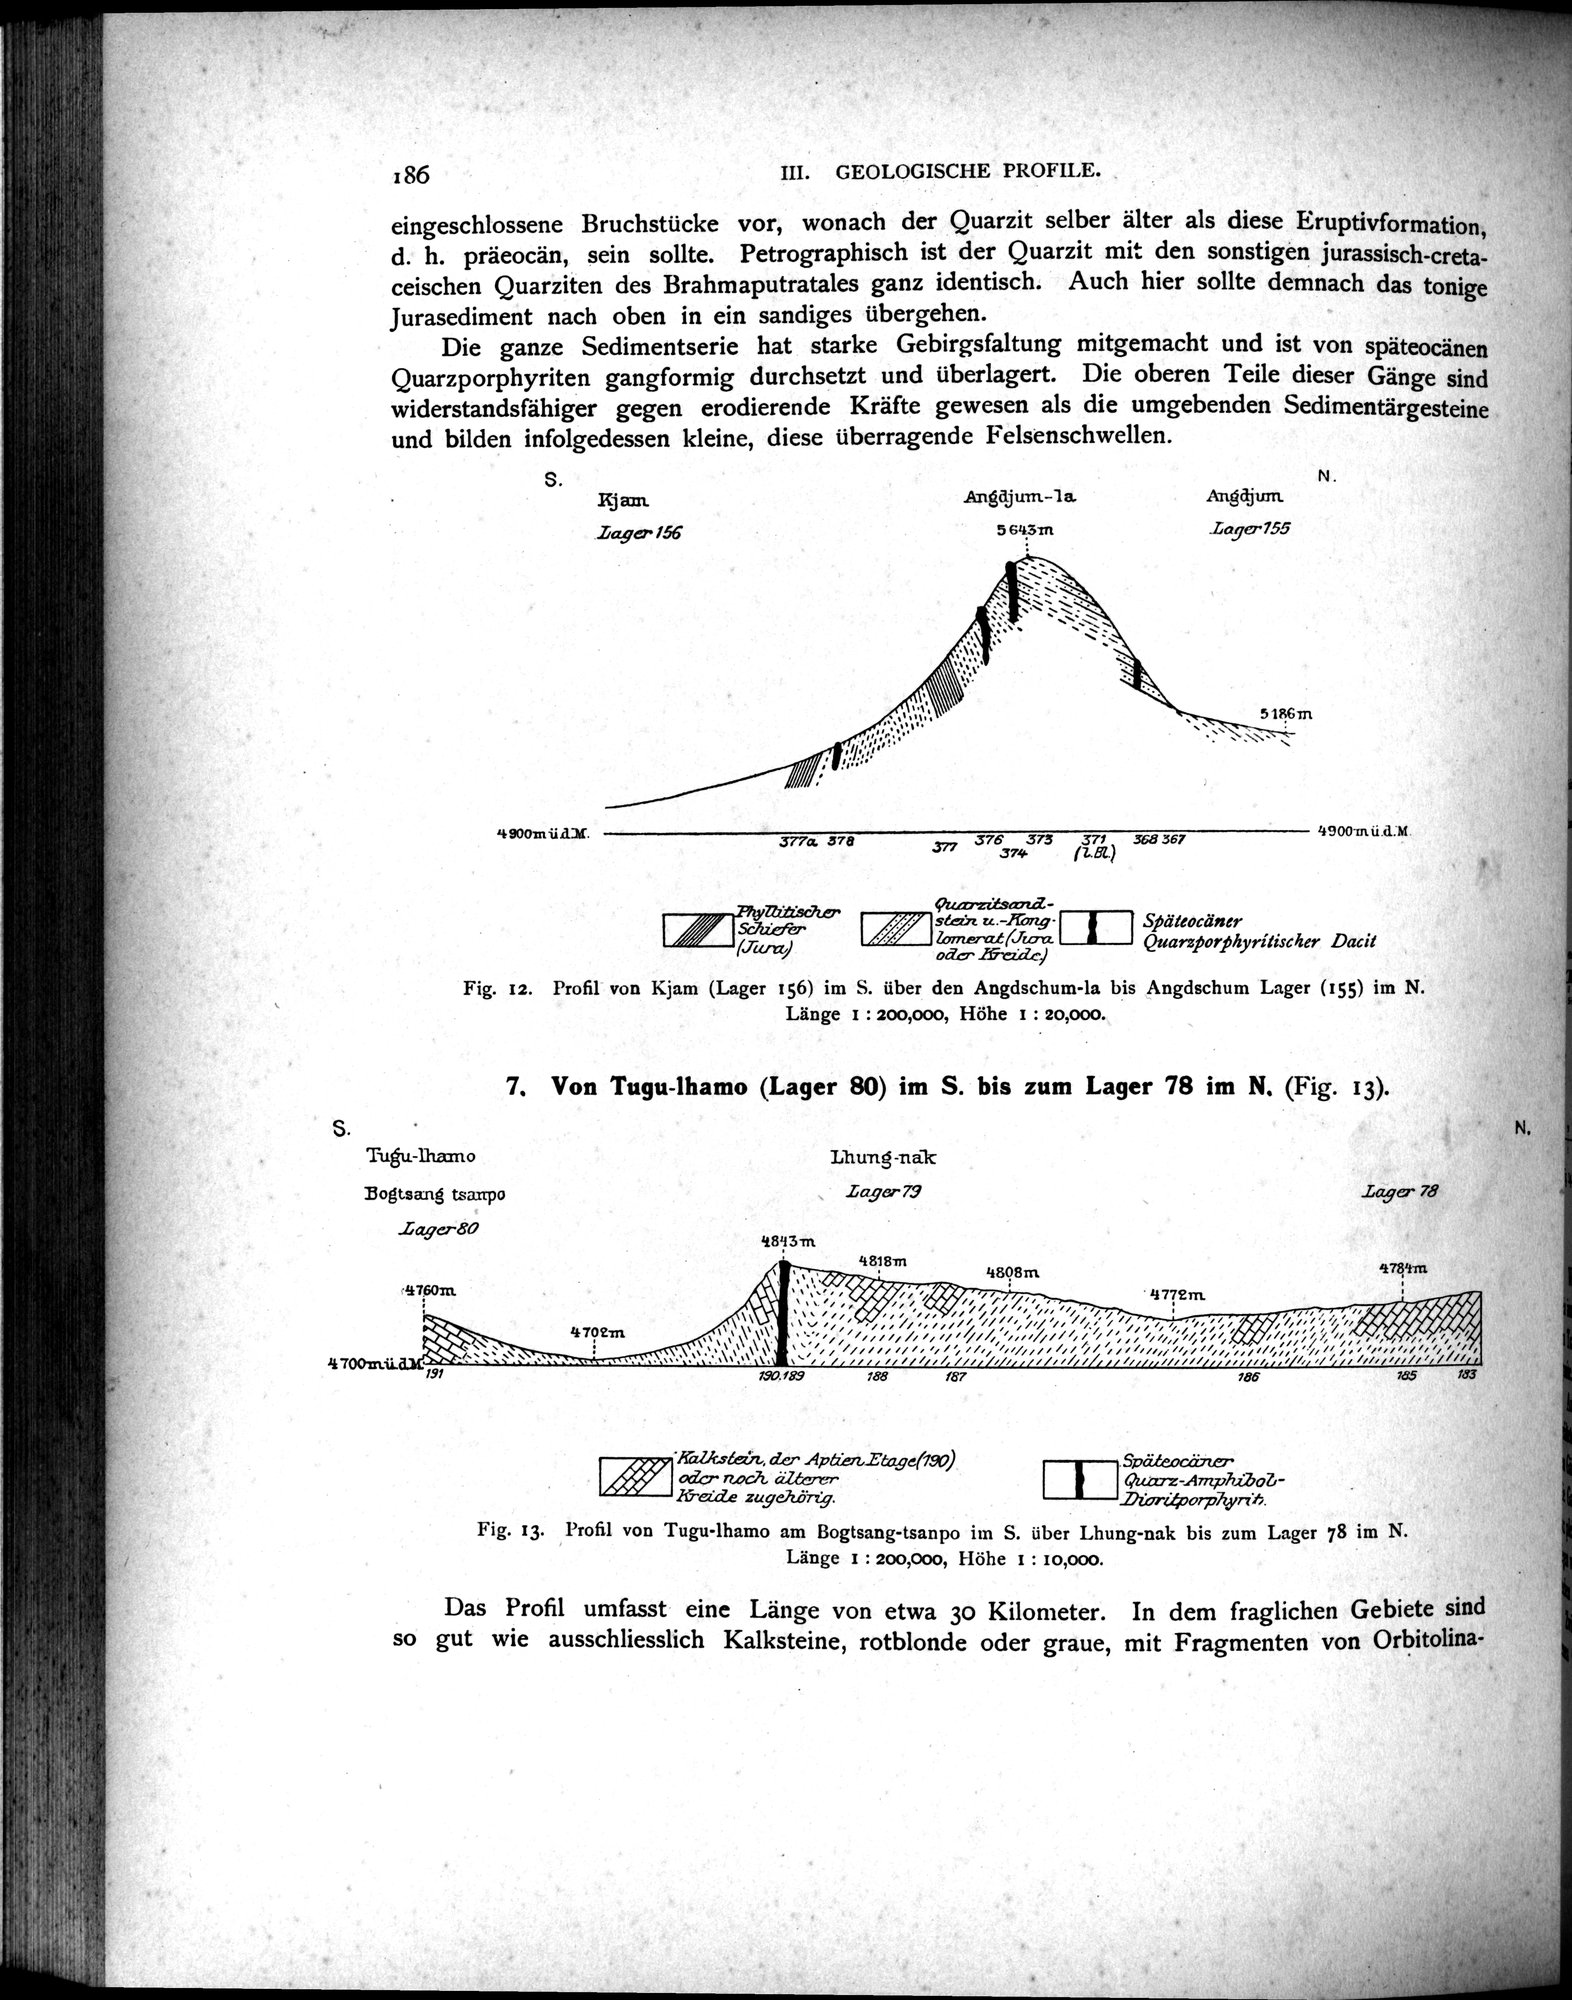 186 III. GEOLOGISCHE PROFILE.
eingeschlossene Bruchstücke vor, wonach der Quarzit selber älter als diese Eruptivformation,
d. h. präeocän, sein sollte. Petrographisch ist der Quarzit mit den sonstigen jurassisch-creta-
ceischen Quarziten des Brahmaputratales ganz identisch. Auch hier sollte demnach das tonige
Jurasediment nach oben in ein sandiges übergehen.
Die ganze Sedimentserie hat starke Gebirgsfaltung mitgemacht und ist von späteocänen
Quarzporphyriten gangformig durchsetzt und überlagert. Die oberen Teile dieser Gänge sind
widerstandsfähiger gegen erodierende Kräfte gewesen als die umgebenden Sedimentärgesteine
und bilden infolgedessen kleine, diese überragende Felsenschwellen.
S. N.
Kjam Angdjum-la Angdjum
Lager 156 5643m Lager 155
5186m
4900m ü.d.M. 4900m ü.d.M.
377a 378 377 376 374 373 371 368 367
(l.Bl.)
Phyllitischer
Schiefer
(Jura)
Quarzitsand-
stein u.-Kong-
lomerat (Jura
oder Kreide)
Späteocäner
Quarzporphyritischer Dacit
Fig. 12. Profil von Kjam (Lager 156) im S. über den Angdschum-la bis Angdschum Lager (155) im N.
Länge 1 : 200,000, Höhe 1 : 20,000.
7. Von Tugu-lhamo (Lager 80) im S. bis zum Lager 78 im N. (Fig. 13).
S. N.
Tugu-lhamo Lhung-nak
Bogtsang tsanpo Lager 79 Lager 78
Lager 80
4760m 4702m 4843m 4818m 4808m 4772m 4784m
4700m ü.d.M.
191 190.189 188 187 186 185 183
Kalkstein, der Aptien Etage (190)
oder noch älterer
Kreide zugehörig.
Späteocäner
Quarz-Amphibol-
Dioritporphyrit.
Fig. 13. Profil von Tugu-lhamo am Bogtsang-tsanpo im S. über Lhung-nak bis zum Lager 78 im N.
Länge 1 : 200,000, Höhe 1 : 10,000.
Das Profil umfasst eine Länge von etwa 30 Kilometer. In dem fraglichen Gebiete sind
so gut wie ausschliesslich Kalksteine, rotblonde oder graue, mit Fragmenten von Orbitolina-